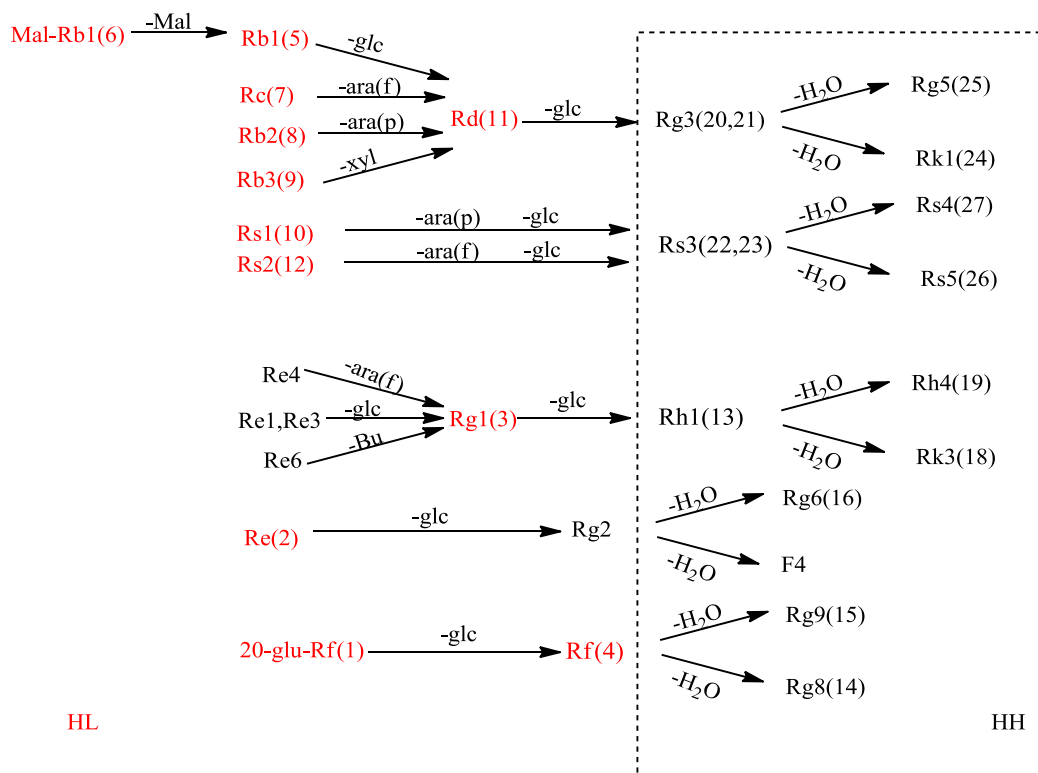 Mal-Rb1(6) -Mal Rb1(5)
-glc
Rc(7) -ara(f)
Rb2(8) -ara(p)
Rb3(9) -xyl
Rd(11) -glc Rg3(20,21)
-H2O Rg5(25)
-H2O Rk1(24)
Rs1(10) -ara(p) -glc
Rs2(12) -ara(f) -glc
Rs3(22,23)
-H2O Rs4(27)
-H2O Rs5(26)
Re4 -ara(f)
Re1,Re3 -glc
Re6 -Bu
Rg1(3) -glc Rh1(13)
-H2O Rh4(19)
-H2O Rk3(18)
Re(2) -glc Rg2
-H2O Rg6(16)
-H2O F4
20-glu-Rf(1) -glc Rf(4)
-H2O Rg9(15)
-H2O Rg8(14)
HL HH